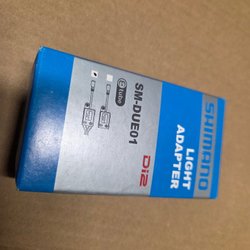 SHIMANO
LIGHT
ADAPTER
SM-DUE01
Di2